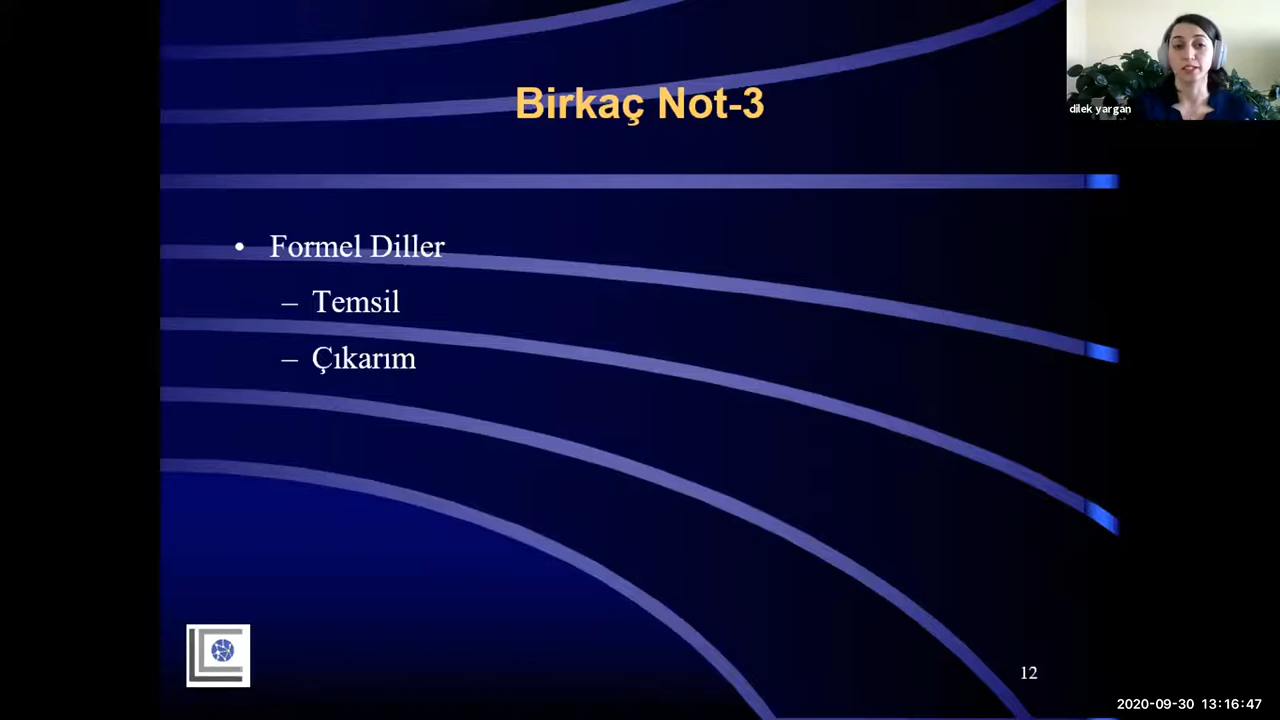 Birkaç Not-3
dilek yargan
• Formel Diller
– Temsil
– Çıkarım
12
2020-09-30 13:16:47